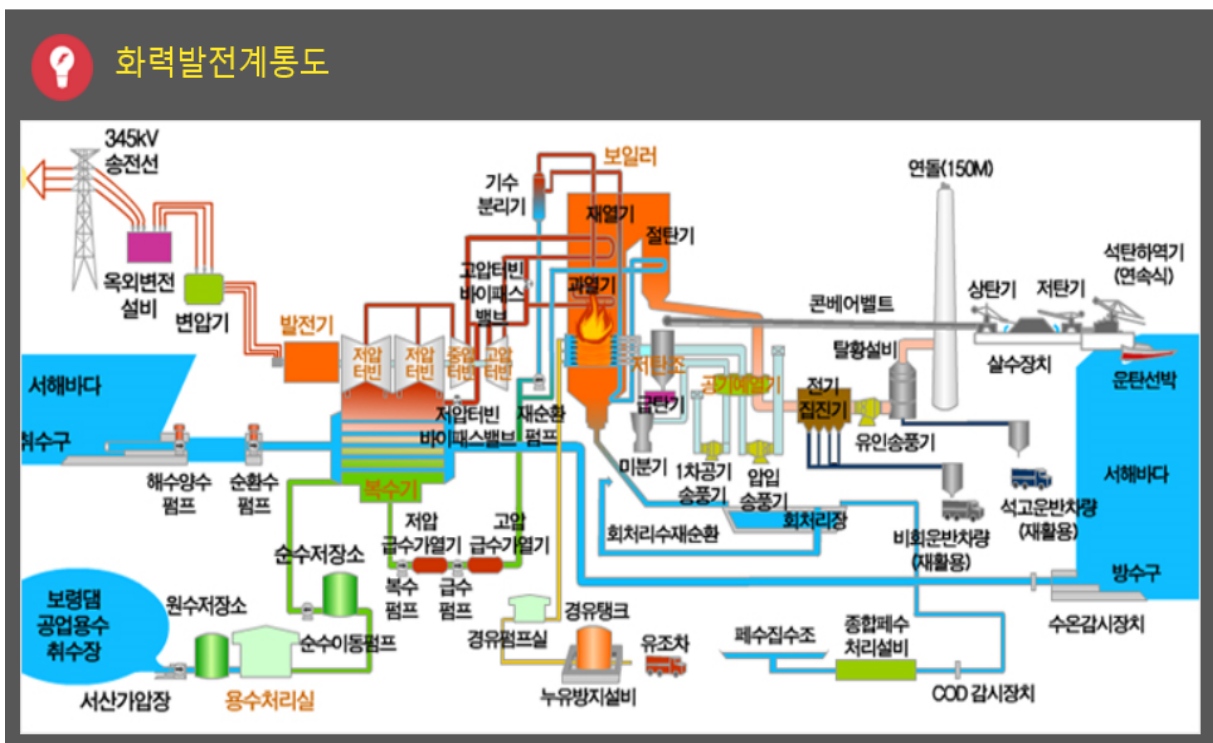 화력발전계통도
345kV
송전선
보일러
연돌(150M)
기수
분리기
재열기
절탄기
석탄하역기
(연속식)
옥외변전
설비
변압기
고압터빈
바이패스
밸브
과열기
콘베어벨트
상탄기
저탄기
발전기
저압
터빈
저압
터빈
중압
터빈
고압
터빈
저탄조
탈황설비
살수장치
운탄선박
서해바다
공기예열기
전기
집진기
급탄기
저압터빈
바이패스밸브
재순환
펌프
유인송풍기
취수구
미분기
1차공기
송풍기
압입
송풍기
서해바다
해수양수
펌프
순환수
펌프
복수기
석고운반차량
(재활용)
회처리장
회처리수재순환
비회운반차량
(재활용)
저압
급수가열기
고압
급수가열기
순수저장소
방수구
복수
펌프
급수
펌프
보령댐
공업용수
취수장
원수저장소
경유탱크
수온감시장치
순수이동펌프
경유펌프실
유조차
페수집수조
종합페수
처리설비
서산가압장
용수처리실
누유방지설비
COD 감시장치